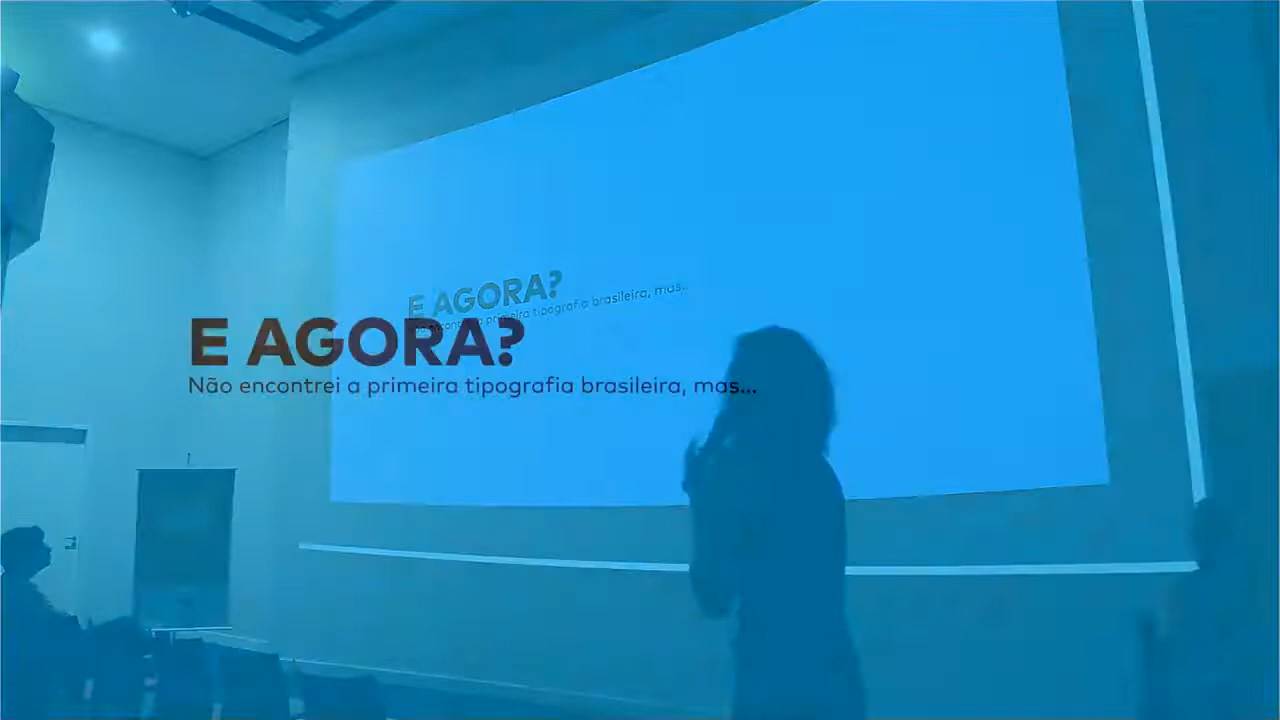 E AGORA?
Não encontrei a primeira tipografia brasileira, mas...
E AGORA?
primeira tipografia brasileira, mas...